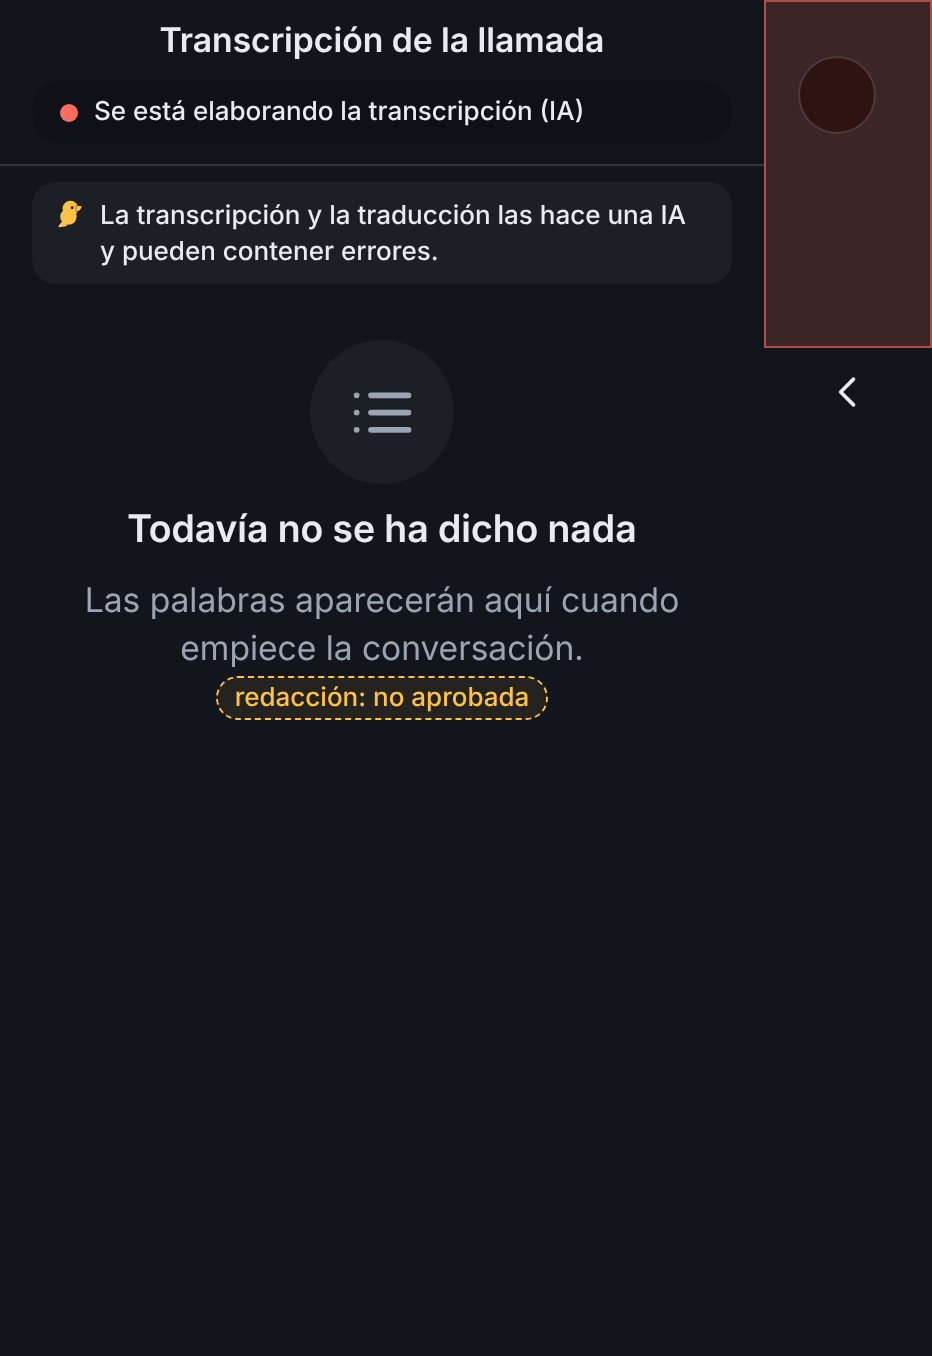 Transcripción de la llamada
Se está elaborando la transcripción (IA)
La transcripción y la traducción las hace una IA
y pueden contener errores.
Todavía no se ha dicho nada
Las palabras aparecerán aquí cuando
empiece la conversación.
redacción: no aprobada